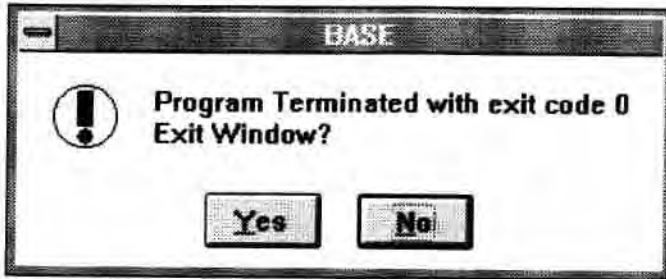 BASE
Program Terminated with exit code 0
Exit Window?
Yes
No